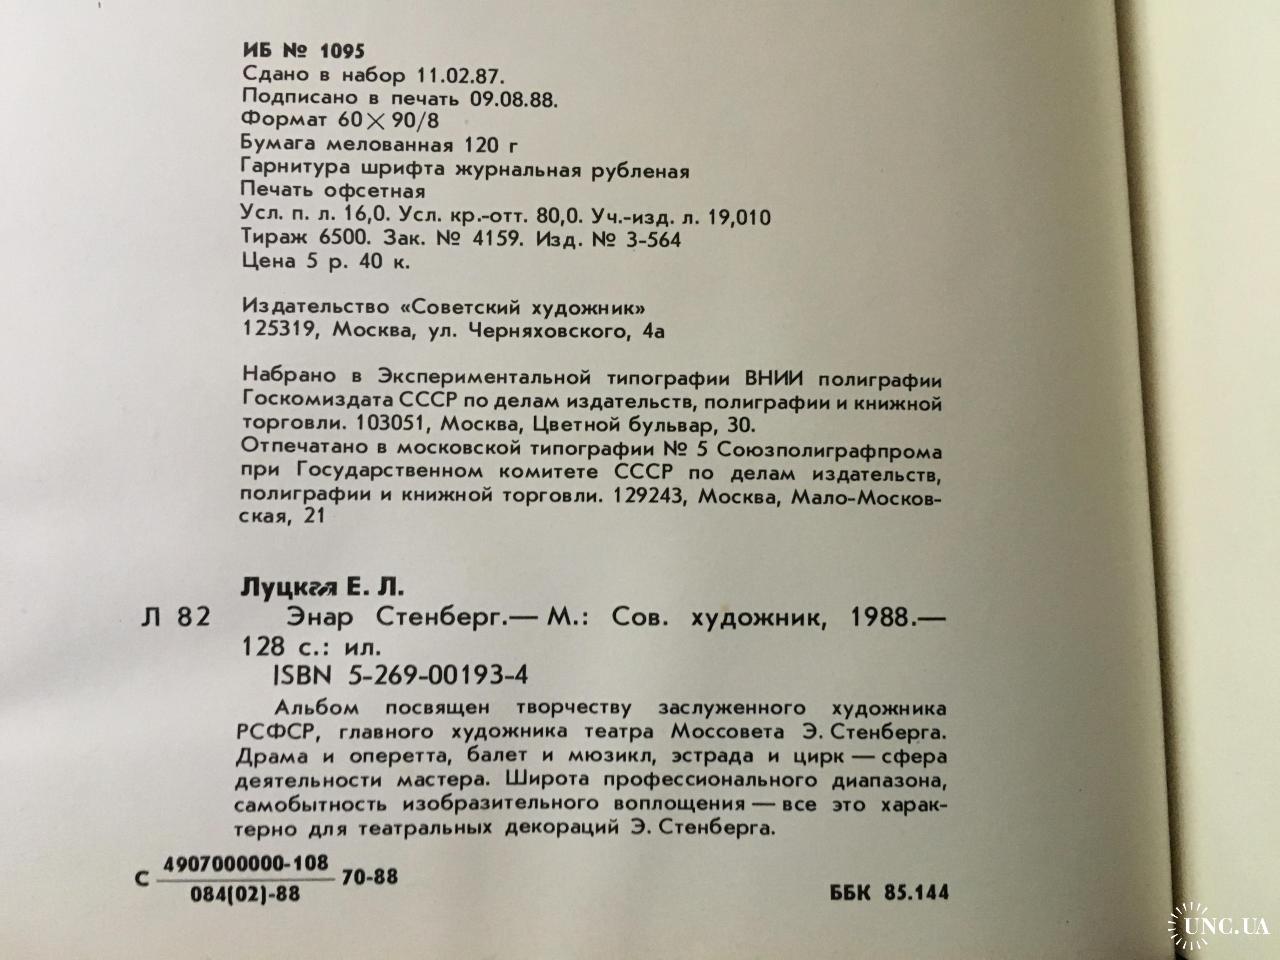 ИБ № 1095
Сдано в набор 11.02.87.
Подписано в печать 09.08.88.
Формат 60×90/8
Бумага мелованная 120 г
Гарнитура шрифта журнальная рубленая
Печать офсетная
Усл. п. л. 16,0. Усл. кр.-отт. 80,0. Уч.-изд. л. 19,010
Тираж 6500. Зак. № 4159. Изд. № 3-564
Цена 5 р. 40 к.
Издательство «Советский художник»
125319, Москва, ул. Черняховского, 4а
Набрано в Экспериментальной типографии ВНИИ полиграфии
Госкомиздата СССР по делам издательств, полиграфии и книжной
торговли. 103051, Москва, Цветной бульвар, 30.
Отпечатано в московской типографии № 5 Союзполиграфпрома
при Государственном комитете СССР по делам издательств,
полиграфии и книжной торговли. 129243, Москва, Мало-Москов-
ская, 21
Луцкая Е. Л.
Л 82 Энар Стенберг.— М.: Сов. художник, 1988.—
128 с.: ил.
ISBN 5-269-00193-4
Альбом посвящен творчеству заслуженного художника
РСФСР, главного художника театра Моссовета Э. Стенберга.
Драма и оперетта, балет и мюзикл, эстрада и цирк — сфера
деятельности мастера. Широта профессионального диапазона,
самобытность изобразительного воплощения — все это харак-
терно для театральных декораций Э. Стенберга.
С 4907000000-108 70-88
084(02)-88
ББК 85.144
UNC.UA